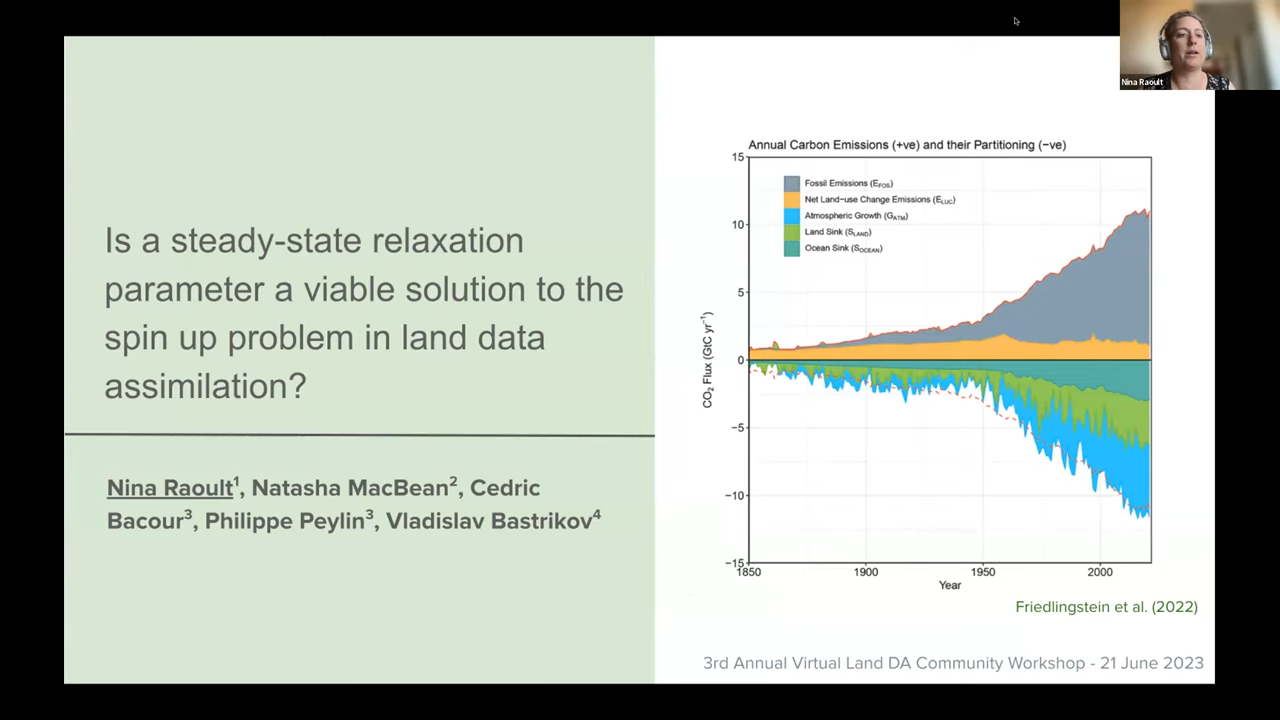 Nina Raoult
Is a steady-state relaxation
parameter a viable solution to the
spin up problem in land data
assimilation?
Nina Raoult¹, Natasha MacBean², Cedric
Bacour³, Philippe Peylin³, Vladislav Bastrikov⁴
Annual Carbon Emissions (+ve) and their Partitioning (−ve)
Fossil Emissions (E_FOS)
Net Land-use Change Emissions (E_LUC)
Atmospheric Growth (G_ATM)
Land Sink (S_LAND)
Ocean Sink (S_OCEAN)
CO₂ Flux (GtC yr⁻¹)
15
10
5
0
−5
−10
−15
1850 1900 1950 2000
Year
Friedlingstein et al. (2022)
3rd Annual Virtual Land DA Community Workshop - 21 June 2023